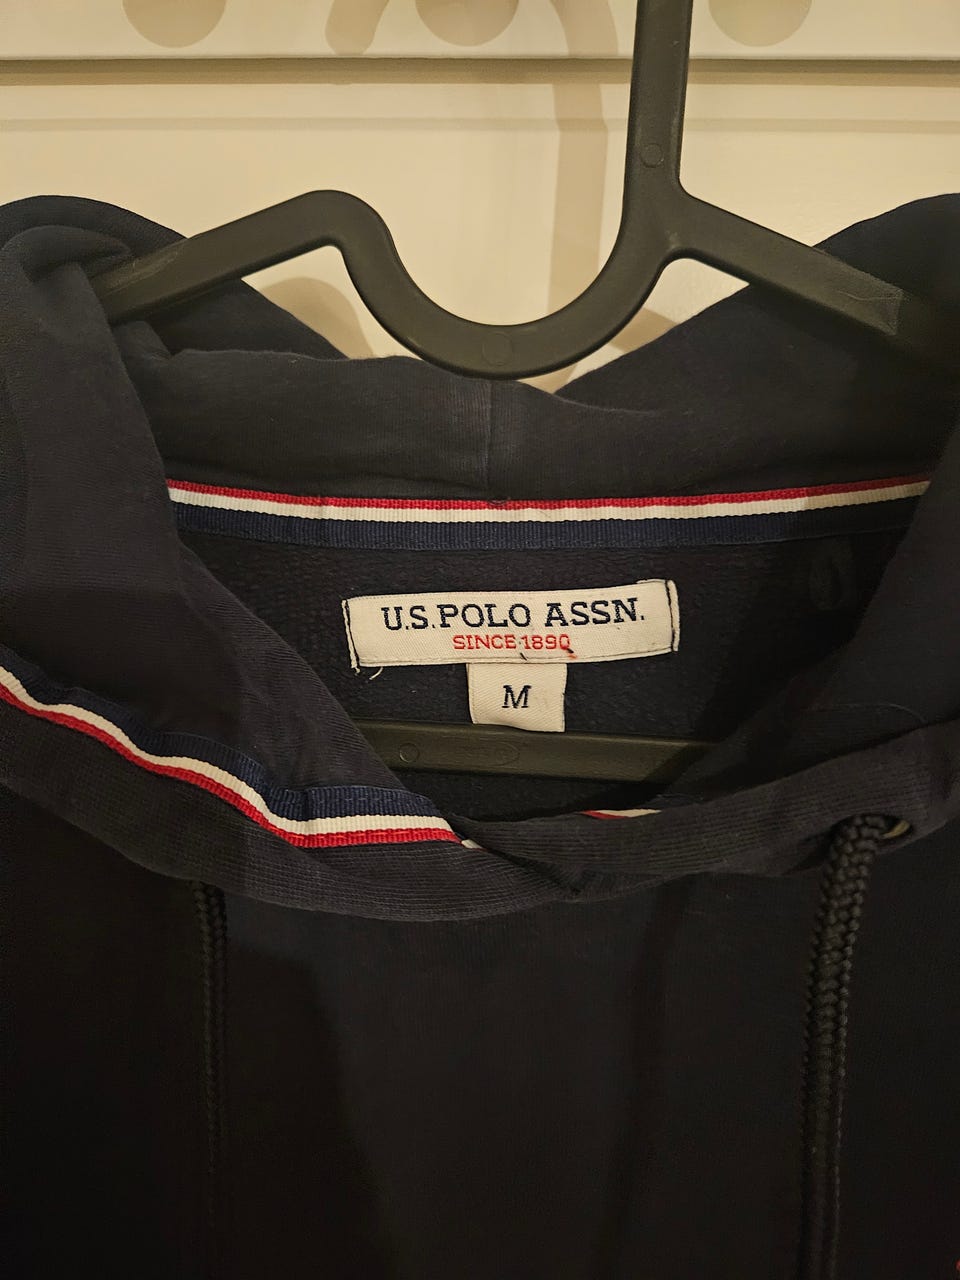 U.S. POLO ASSN.
SINCE 1890
M